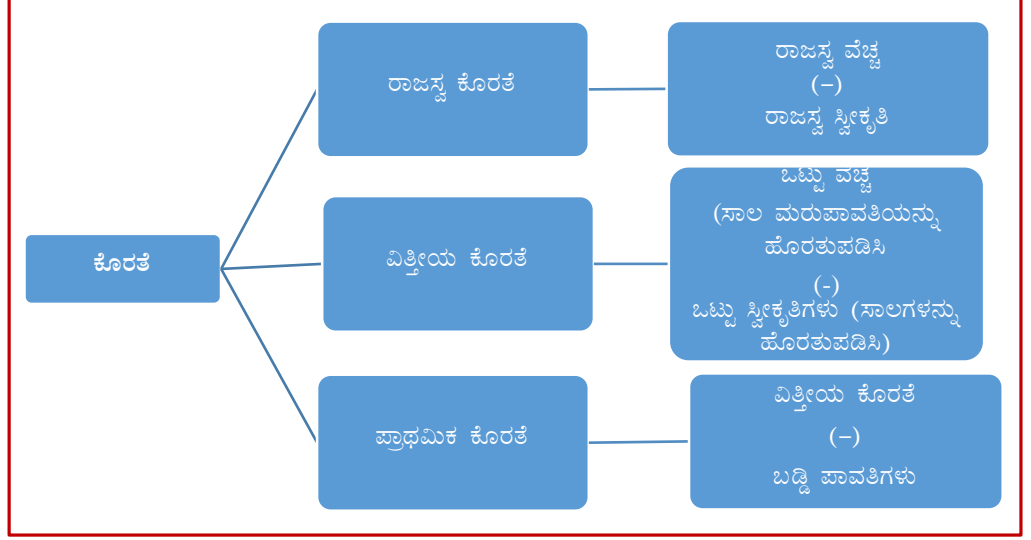 ಕೊರತೆ
ರಾಜಸ್ವ ಕೊರತೆ
ರಾಜಸ್ವ ವೆಚ್ಚ
(–)
ರಾಜಸ್ವ ಸ್ವೀಕೃತಿ
ವಿತ್ತೀಯ ಕೊರತೆ
ಒಟ್ಟು ವೆಚ್ಚ
(ಸಾಲ ಮರುಪಾವತಿಯನ್ನು
ಹೊರತುಪಡಿಸಿ
(-)
ಒಟ್ಟು ಸ್ವೀಕೃತಿಗಳು (ಸಾಲಗಳನ್ನು
ಹೊರತುಪಡಿಸಿ)
ಪ್ರಾಥಮಿಕ ಕೊರತೆ
ವಿತ್ತೀಯ ಕೊರತೆ
(–)
ಬಡ್ಡಿ ಪಾವತಿಗಳು